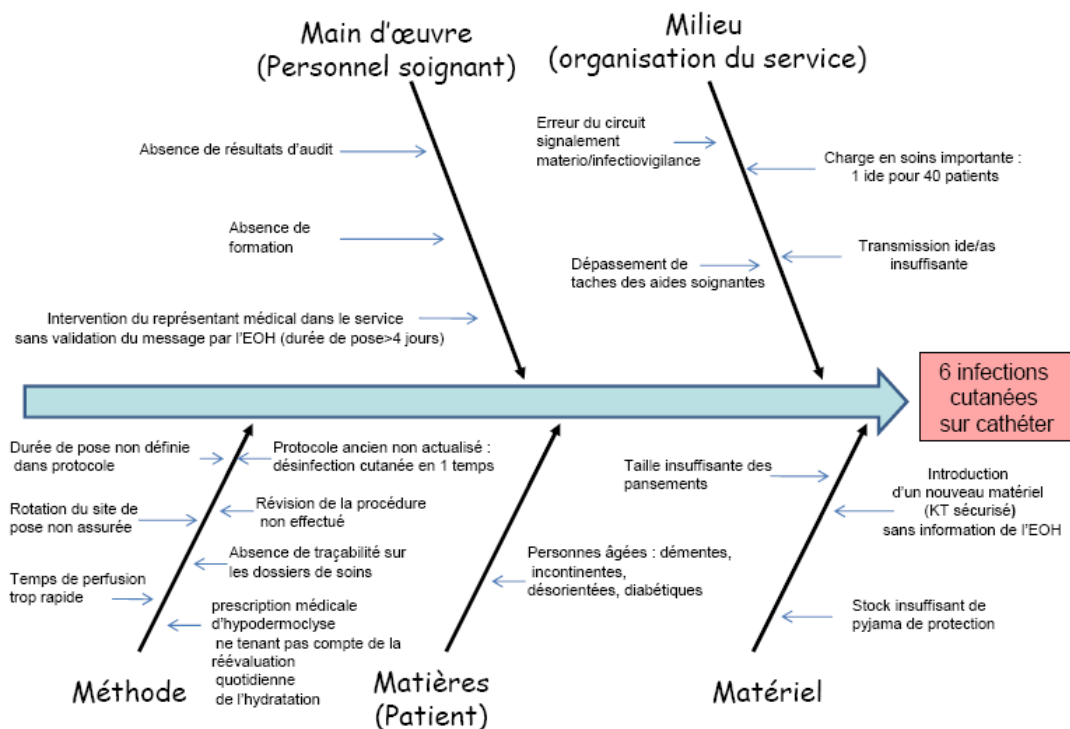 Main d'œuvre
(Personnel soignant)
Milieu
(organisation du service)
Absence de résultats d'audit
Absence de
formation
Intervention du représentant médical dans le service
sans validation du message par l'EOH (durée de pose>4 jours)
Erreur du circuit
signalement
materio/infectiovigilance
Charge en soins importante :
1 ide pour 40 patients
Dépassement de
taches des aides soignantes
Transmission ide/as
insuffisante
6 infections
cutanées
sur cathéter
Durée de pose non définie
dans protocole
Protocole ancien non actualisé :
désinfection cutanée en 1 temps
Rotation du site de
pose non assurée
Révision de la procédure
non effectué
Absence de traçabilité sur
les dossiers de soins
Temps de perfusion
trop rapide
prescription médicale
d'hypodermoclyse
ne tenant pas compte de la
réévaluation
quotidienne
de l'hydratation
Méthode
Personnes âgées : démentes,
incontinentes,
désorientées, diabétiques
Matières
(Patient)
Taille insuffisante des
pansements
Introduction
d'un nouveau matériel
(KT sécurisé)
sans information de l'EOH
Stock insuffisant de
pyjama de protection
Matériel